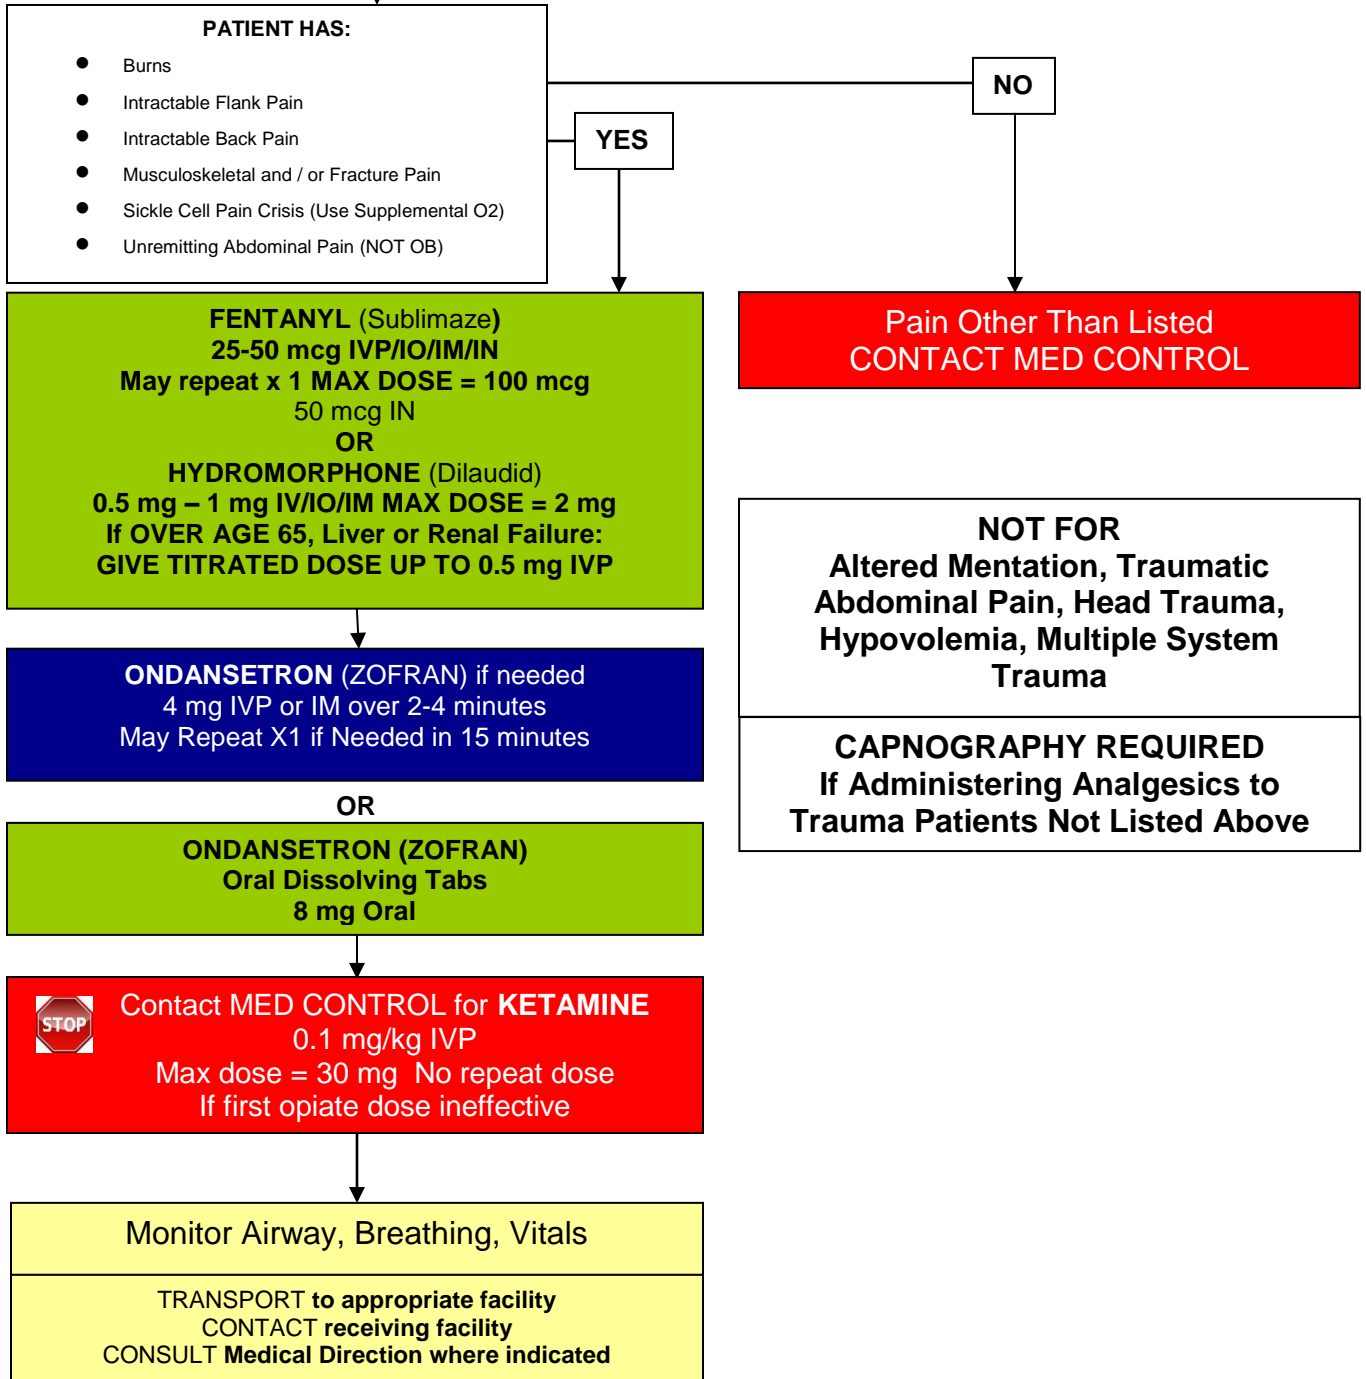 PATIENT HAS:
● Burns
● Intractable Flank Pain
● Intractable Back Pain
● Musculoskeletal and / or Fracture Pain
● Sickle Cell Pain Crisis (Use Supplemental O2)
● Unremitting Abdominal Pain (NOT OB)
YES
NO
FENTANYL (Sublimaze)
25-50 mcg IVP/IO/IM/IN
May repeat x 1 MAX DOSE = 100 mcg
50 mcg IN
OR
HYDROMORPHONE (Dilaudid)
0.5 mg – 1 mg IV/IO/IM MAX DOSE = 2 mg
If OVER AGE 65, Liver or Renal Failure:
GIVE TITRATED DOSE UP TO 0.5 mg IVP
Pain Other Than Listed
CONTACT MED CONTROL
NOT FOR
Altered Mentation, Traumatic
Abdominal Pain, Head Trauma,
Hypovolemia, Multiple System
Trauma
CAPNOGRAPHY REQUIRED
If Administering Analgesics to
Trauma Patients Not Listed Above
ONDANSETRON (ZOFRAN) if needed
4 mg IVP or IM over 2-4 minutes
May Repeat X1 if Needed in 15 minutes
OR
ONDANSETRON (ZOFRAN)
Oral Dissolving Tabs
8 mg Oral
STOP
Contact MED CONTROL for KETAMINE
0.1 mg/kg IVP
Max dose = 30 mg No repeat dose
If first opiate dose ineffective
Monitor Airway, Breathing, Vitals
TRANSPORT to appropriate facility
CONTACT receiving facility
CONSULT Medical Direction where indicated